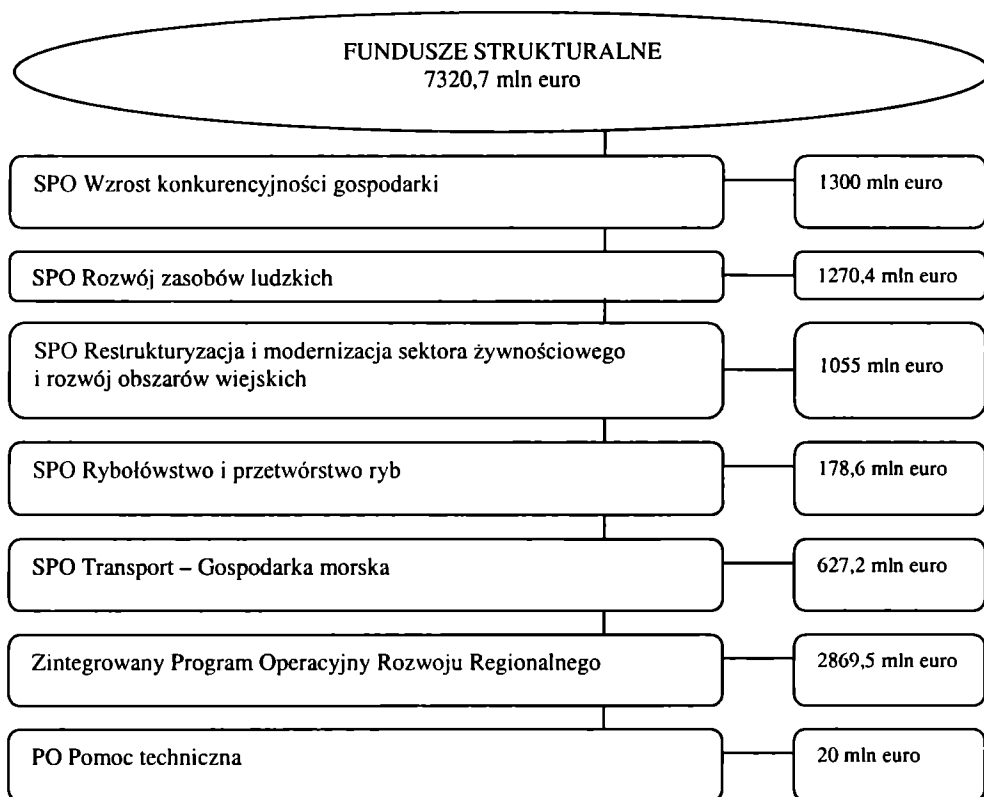 FUNDUSZE STRUKTURALNE
7320,7 mln euro
SPO Wzrost konkurencyjności gospodarki
1300 mln euro
SPO Rozwój zasobów ludzkich
1270,4 mln euro
SPO Restrukturyzacja i modernizacja sektora żywnościowego
i rozwój obszarów wiejskich
1055 mln euro
SPO Rybołówstwo i przetwórstwo ryb
178,6 mln euro
SPO Transport – Gospodarka morska
627,2 mln euro
Zintegrowany Program Operacyjny Rozwoju Regionalnego
2869,5 mln euro
PO Pomoc techniczna
20 mln euro